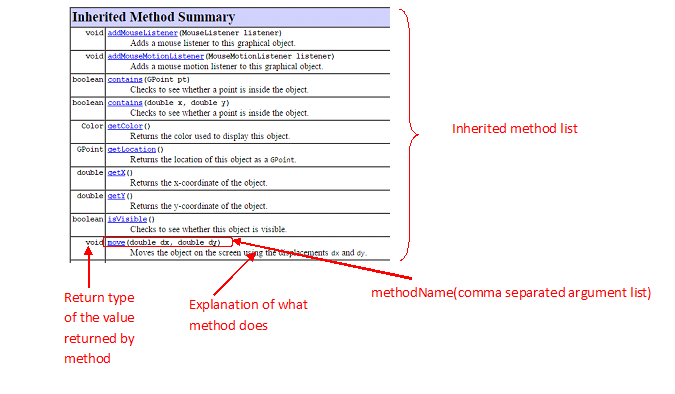 Inherited Method Summary
void addMouseListener(MouseListener listener)
Adds a mouse listener to this graphical object.
void addMouseMotionListener(MouseMotionListener listener)
Adds a mouse motion listener to this graphical object.
boolean contains(GPoint pt)
Checks to see whether a point is inside the object.
boolean contains(double x, double y)
Checks to see whether a point is inside the object.
Color getColor()
Returns the color used to display this object.
GPoint getLocation()
Returns the location of this object as a GPoint.
double getX()
Returns the x-coordinate of the object.
double getY()
Returns the y-coordinate of the object.
boolean isVisible()
Checks to see whether this object is visible.
void move(double dx, double dy)
Moves the object on the screen using the displacements dx and dy.
Inherited method list
methodName(comma separated argument list)
Return type
of the value
returned by
method
Explanation of what
method does